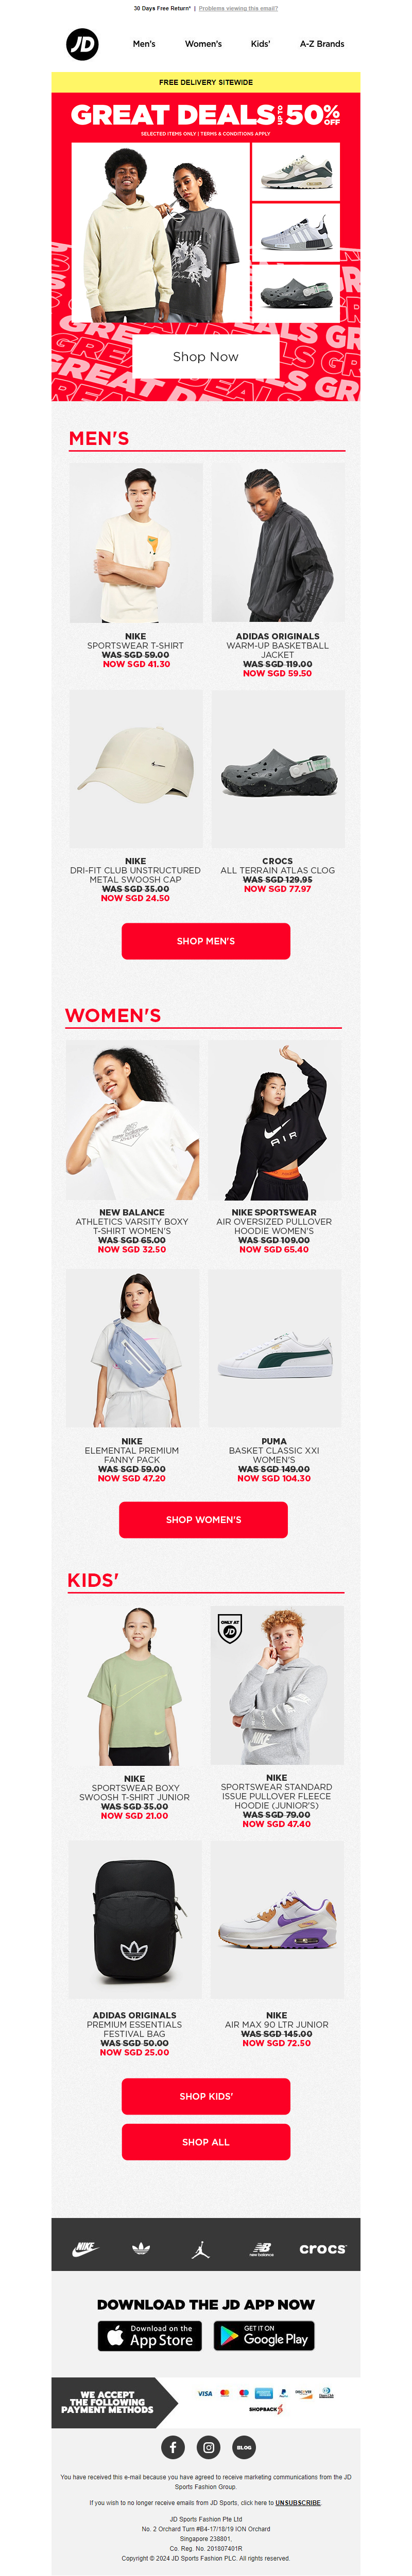 30 Days Free Return* | Problems viewing this email?
JD
Men's Women's Kids' A-Z Brands
FREE DELIVERY SITEWIDE
GREAT DEALS UP TO 50% OFF
SELECTED ITEMS ONLY | TERMS & CONDITIONS APPLY
Shop Now
MEN'S
NIKE
SPORTSWEAR T-SHIRT
WAS SGD 59.00
NOW SGD 41.30
ADIDAS ORIGINALS
WARM-UP BASKETBALL
JACKET
WAS SGD 119.00
NOW SGD 59.50
NIKE
DRI-FIT CLUB UNSTRUCTURED
METAL SWOOSH CAP
WAS SGD 35.00
NOW SGD 24.50
CROCS
ALL TERRAIN ATLAS CLOG
WAS SGD 129.95
NOW SGD 77.97
SHOP MEN'S
WOMEN'S
AIR
NEW BALANCE
ATHLETICS VARSITY BOXY
T-SHIRT WOMEN'S
WAS SGD 65.00
NOW SGD 32.50
NIKE SPORTSWEAR
AIR OVERSIZED PULLOVER
HOODIE WOMEN'S
WAS SGD 109.00
NOW SGD 65.40
NIKE
ELEMENTAL PREMIUM
FANNY PACK
WAS SGD 59.00
NOW SGD 47.20
PUMA
BASKET CLASSIC XXI
WOMEN'S
WAS SGD 149.00
NOW SGD 104.30
SHOP WOMEN'S
KIDS'
ONLY AT
JD
NIKE
SPORTSWEAR BOXY
SWOOSH T-SHIRT JUNIOR
WAS SGD 35.00
NOW SGD 21.00
NIKE
SPORTSWEAR STANDARD
ISSUE PULLOVER FLEECE
HOODIE (JUNIOR'S)
WAS SGD 79.00
NOW SGD 47.40
ADIDAS ORIGINALS
PREMIUM ESSENTIALS
FESTIVAL BAG
WAS SGD 50.00
NOW SGD 25.00
NIKE
AIR MAX 90 LTR JUNIOR
WAS SGD 145.00
NOW SGD 72.50
SHOP KIDS'
SHOP ALL
NIKE
new balance
crocs
DOWNLOAD THE JD APP NOW
Download on the
App Store
GET IT ON
Google Play
WE ACCEPT
THE FOLLOWING
PAYMENT METHODS
VISA
PayPal
DISCOVER
SHOPBACK
BLOG
You have received this e-mail because you have agreed to receive marketing communications from the JD
Sports Fashion Group.
If you wish to no longer receive emails from JD Sports, click here to UNSUBSCRIBE.
JD Sports Fashion Pte Ltd
No. 2 Orchard Turn #B4-17/18/19 ION Orchard
Singapore 238801,
Co. Reg. No. 201807401R
Copyright © 2024 JD Sports Fashion PLC. All rights reserved.